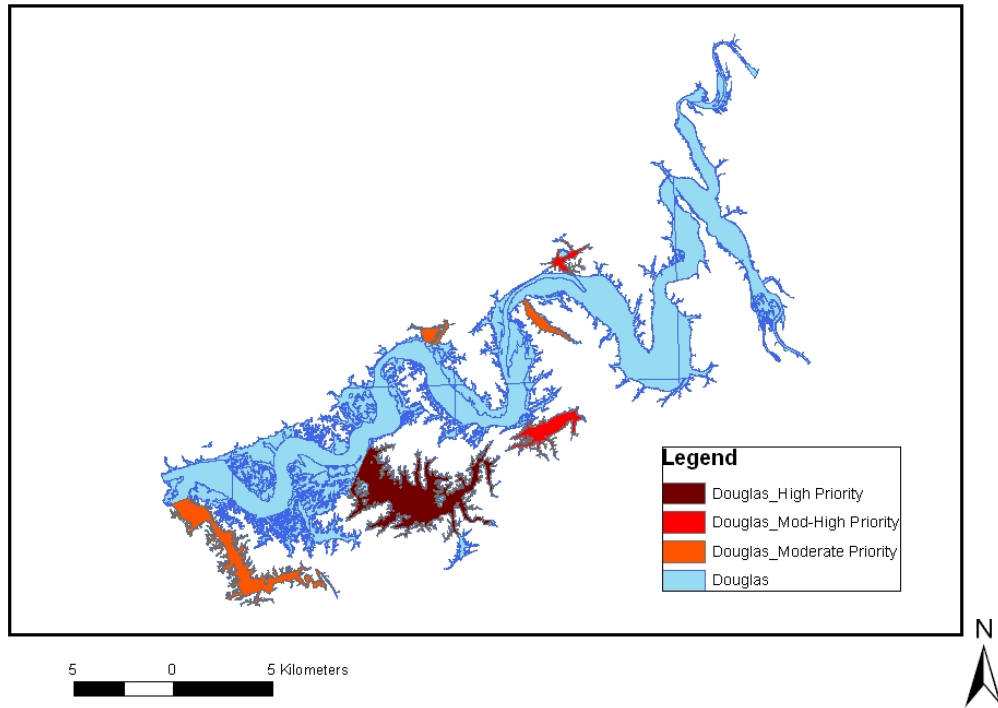 Legend
Douglas_High Priority
Douglas_Mod-High Priority
Douglas_Moderate Priority
Douglas
N
5 0 5 Kilometers